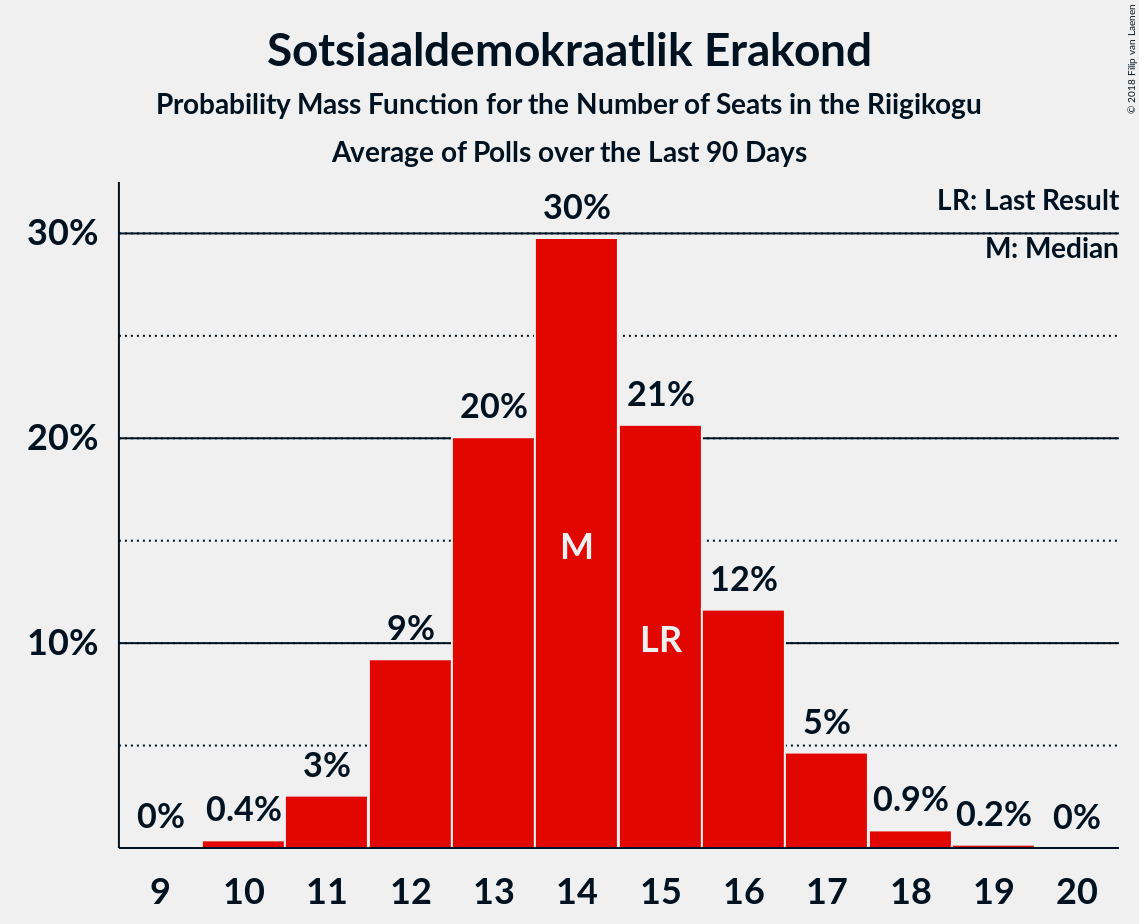 Sotsiaaldemokraatlik Erakond
Probability Mass Function for the Number of Seats in the Riigikogu
Average of Polls over the Last 90 Days
© 2018 Filip van Laenen
LR: Last Result
M: Median
30%
20%
10%
0%
0.4%
3%
9%
20%
30%
21%
12%
5%
0.9%
0.2%
0%
M
LR
9 10 11 12 13 14 15 16 17 18 19 20